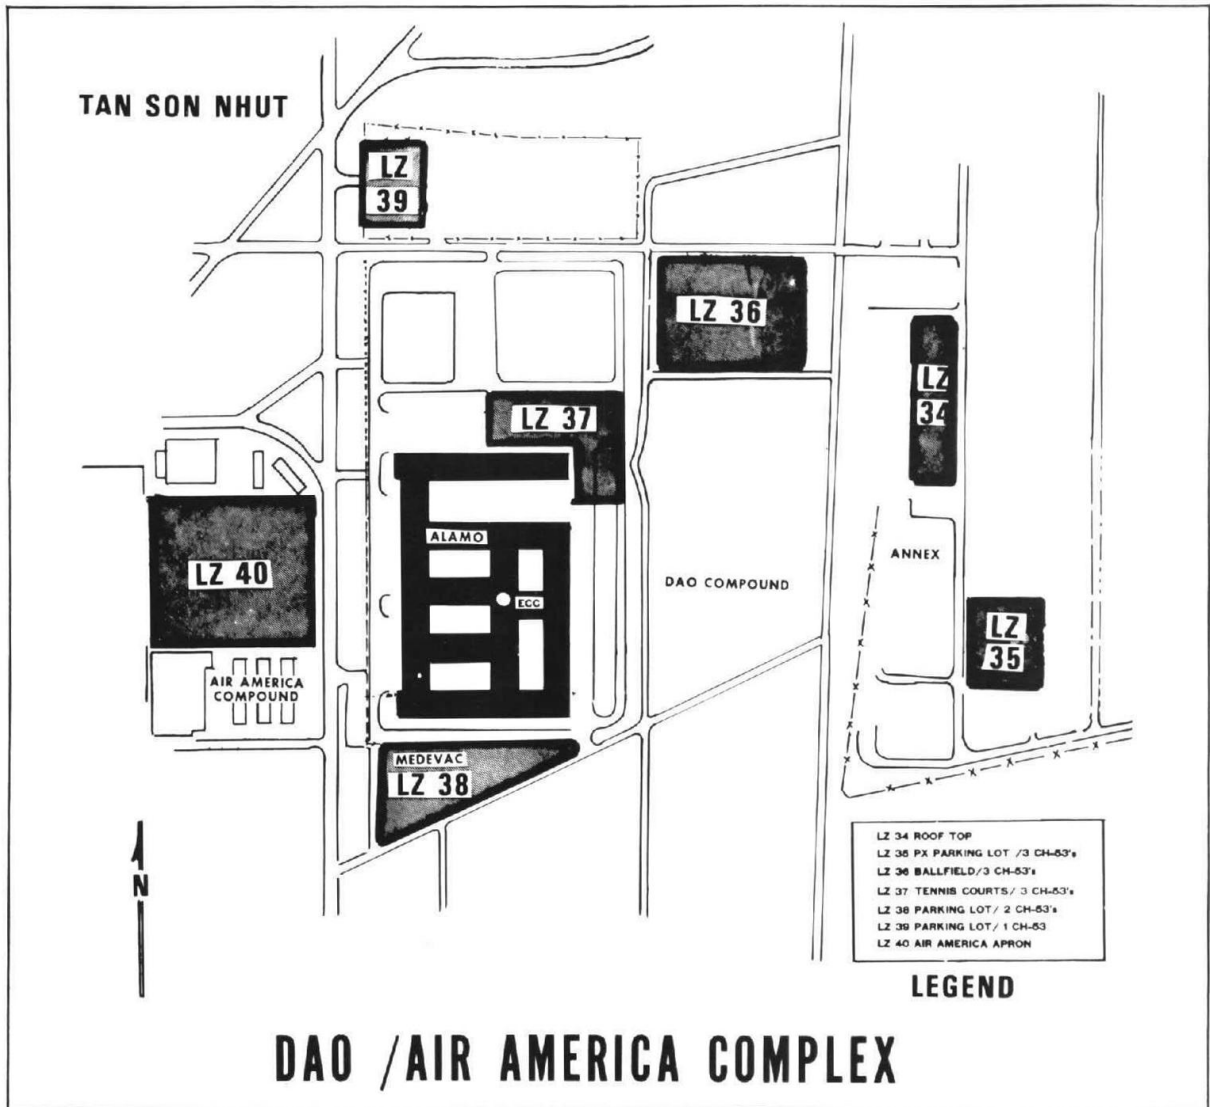 TAN SON NHUT
LZ
39
LZ 36
LZ
34
LZ 37
ALAMO
ECC
LZ 40
DAO COMPOUND
ANNEX
LZ
35
AIR AMERICA
COMPOUND
MEDEVAC
LZ 38
N
LZ 34 ROOF TOP
LZ 35 PX PARKING LOT /3 CH-53's
LZ 36 BALLFIELD/3 CH-53's
LZ 37 TENNIS COURTS/ 3 CH-53's
LZ 38 PARKING LOT/ 2 CH-53's
LZ 39 PARKING LOT/ 1 CH-53
LZ 40 AIR AMERICA APRON
LEGEND
DAO /AIR AMERICA COMPLEX